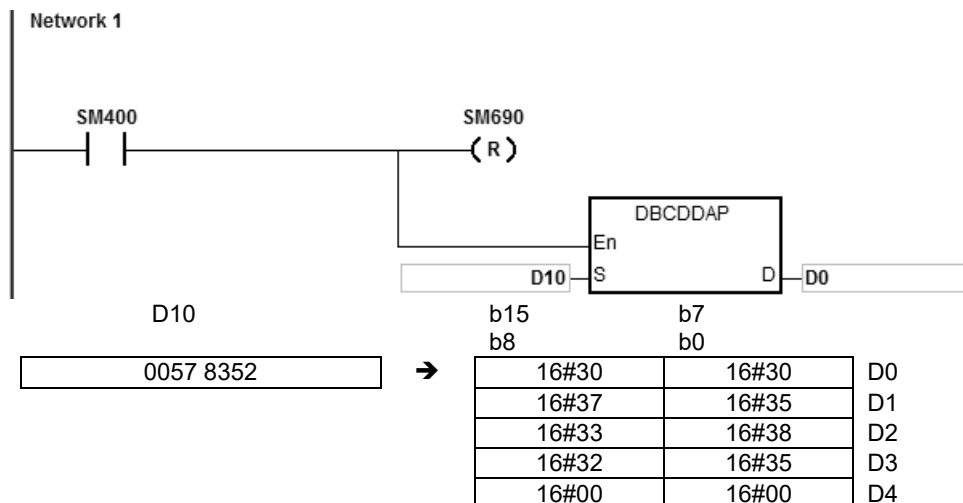 Network 1
SM400 SM690
R
DBCDDAP
En
D10 S D D0
D10 b15 b7
b8 b0
0057 8352 ➔ 16#30 16#30 D0
16#37 16#35 D1
16#33 16#38 D2
16#32 16#35 D3
16#00 16#00 D4